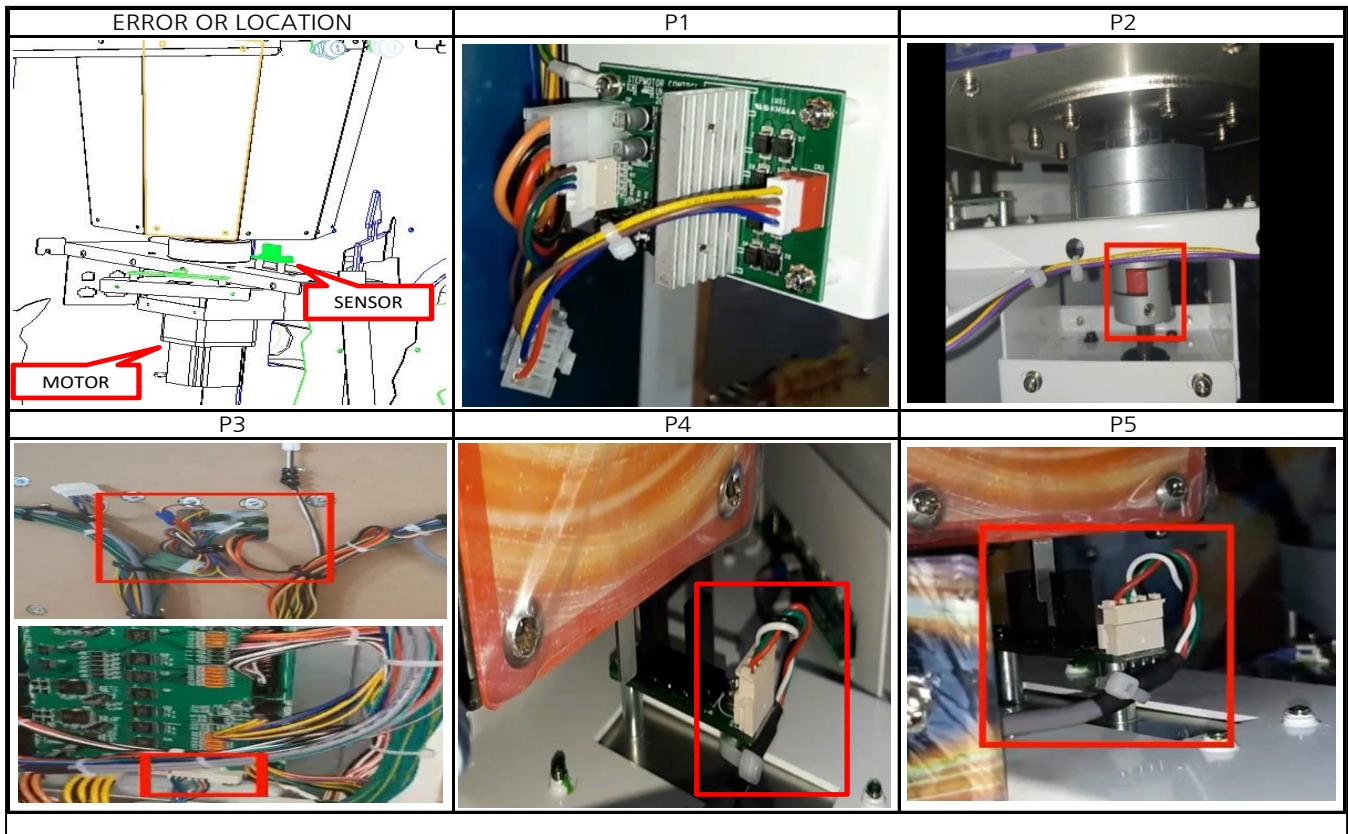 ERROR OR LOCATION
P1
P2
SENSOR
MOTOR
STEPMOTOR CONTROL
P3
P4
P5